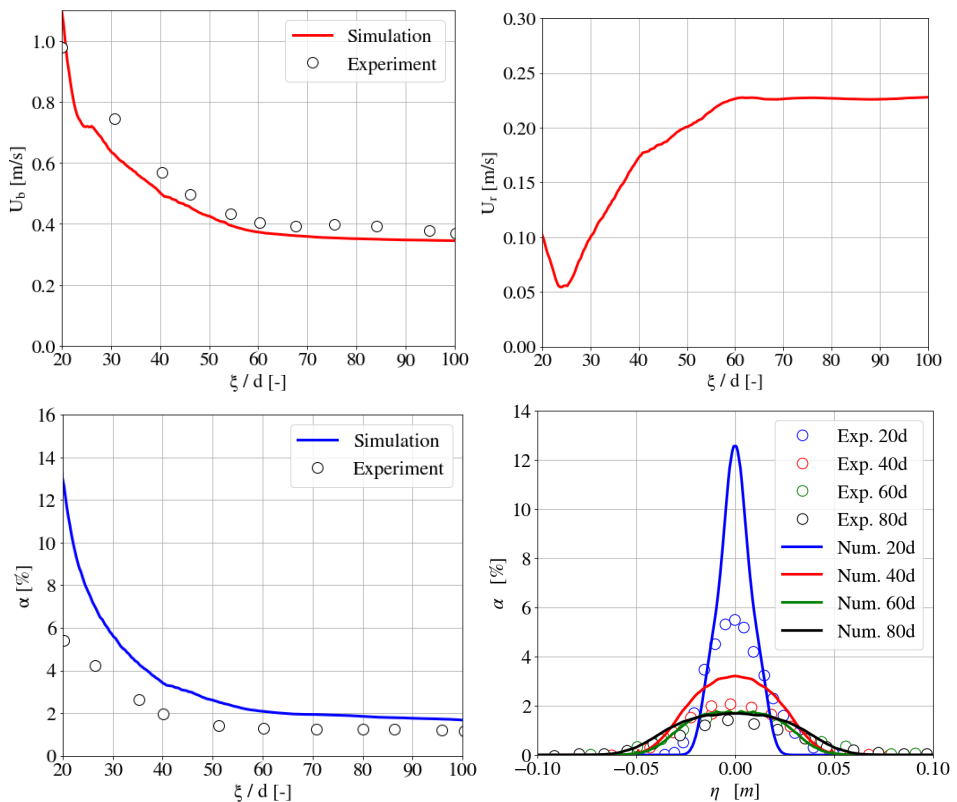 1.0
0.8
0.6
0.4
0.2
0.0
U_b [m/s]
20 30 40 50 60 70 80 90 100
ξ / d [-]
Simulation
Experiment
0.30
0.25
0.20
0.15
0.10
0.05
0.00
U_r [m/s]
20 30 40 50 60 70 80 90 100
ξ / d [-]
16
14
12
10
8
6
4
2
0
α [%]
20 30 40 50 60 70 80 90 100
ξ / d [-]
Simulation
Experiment
14
12
10
8
6
4
2
0
α [%]
−0.10 −0.05 0.00 0.05 0.10
η [m]
Exp. 20d
Exp. 40d
Exp. 60d
Exp. 80d
Num. 20d
Num. 40d
Num. 60d
Num. 80d